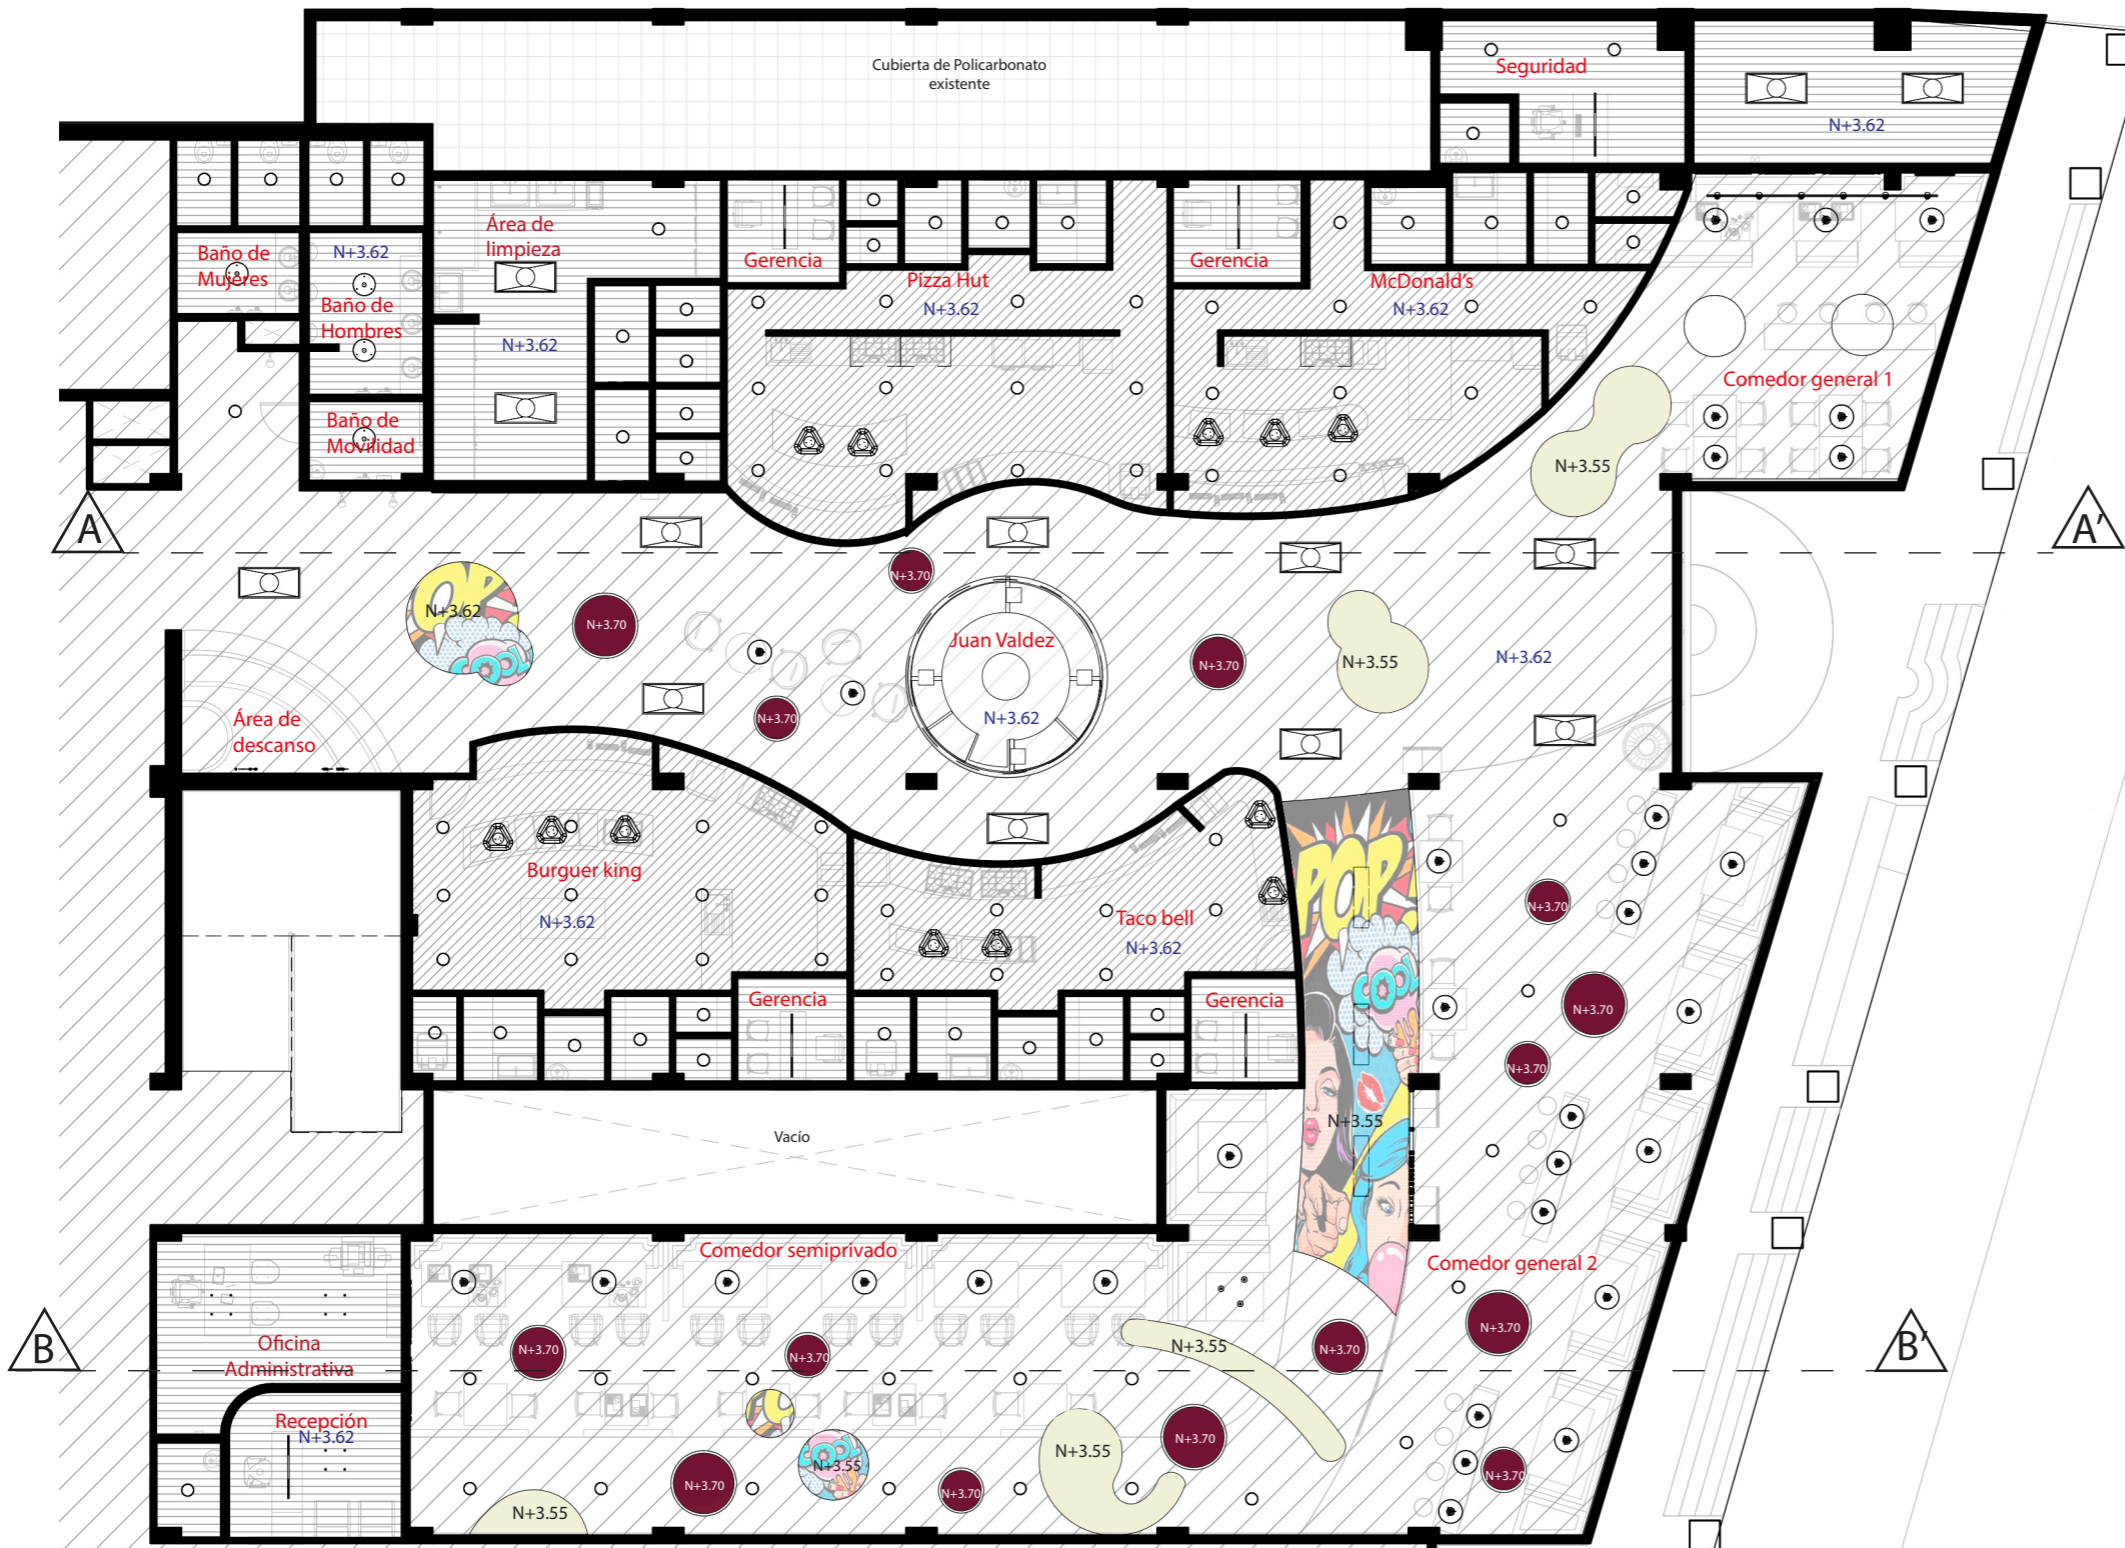 Cubierta de Policarbonato
existente
Seguridad
N+3.62
Baño de
Mujeres
N+3.62
Baño de
Hombres
Baño de
Movilidad
Área de
limpieza
N+3.62
Gerencia
Pizza Hut
N+3.62
Gerencia
McDonald's
N+3.62
Comedor general 1
N+3.55
A
A'
N+3.70
OP
COOL
N+3.62
N+3.70
Juan Valdez
N+3.62
N+3.70
N+3.55
N+3.62
N+3.70
Área de
descanso
Burguer king
N+3.62
Taco bell
N+3.62
POP
COOL
N+3.55
N+3.70
N+3.70
N+3.70
Gerencia
Gerencia
Vacío
Comedor semiprivado
Comedor general 2
Oficina
Administrativa
Recepción
N+3.62
B
B'
N+3.70
N+3.70
N+3.55
N+3.70
N+3.70
COOL
N+3.55
N+3.55
N+3.70
N+3.70
N+3.70
N+3.70
N+3.55